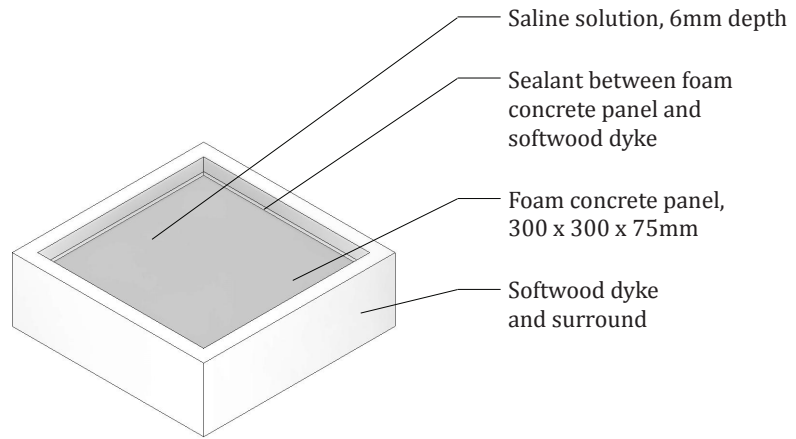 Saline solution, 6mm depth
Sealant between foam
concrete panel and
softwood dyke
Foam concrete panel,
300 x 300 x 75mm
Softwood dyke
and surround